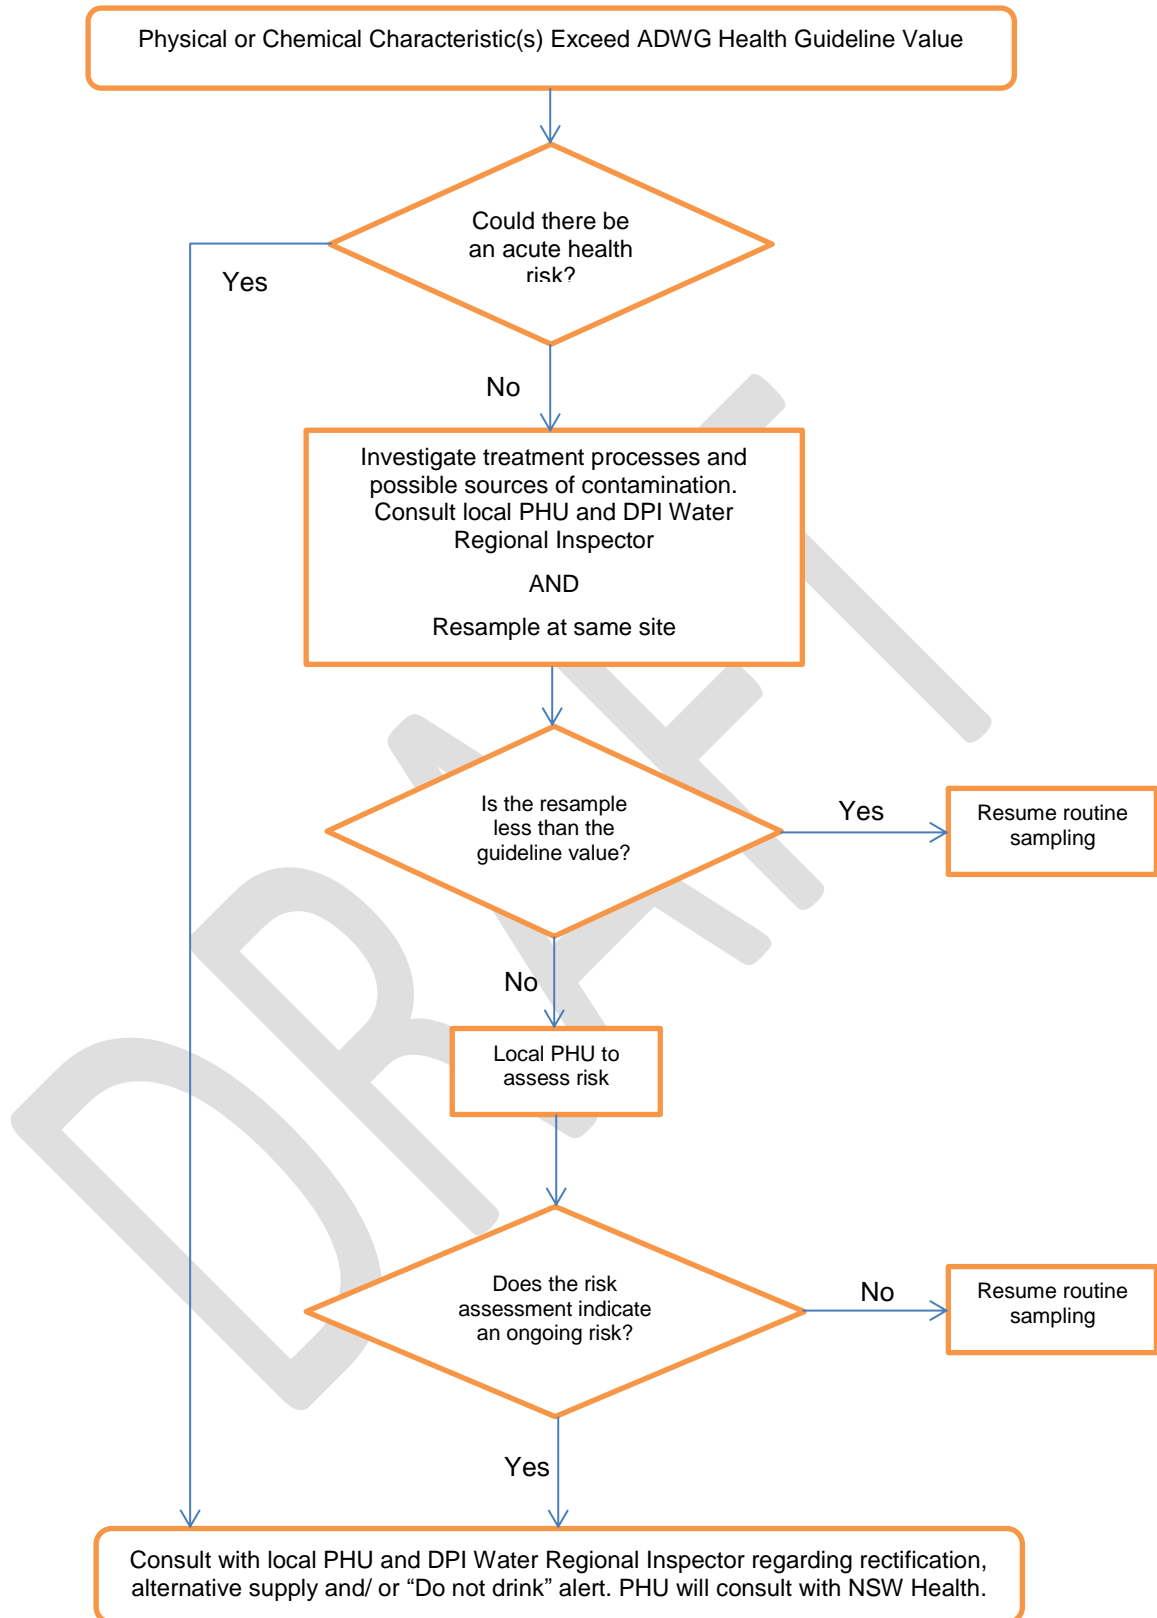 Physical or Chemical Characteristic(s) Exceed ADWG Health Guideline Value
Could there be
an acute health
risk?
Yes
No
Investigate treatment processes and
possible sources of contamination.
Consult local PHU and DPI Water
Regional Inspector
AND
Resample at same site
Is the resample
less than the
guideline value?
Yes
Resume routine
sampling
No
Local PHU to
assess risk
Does the risk
assessment indicate
an ongoing risk?
No
Resume routine
sampling
Yes
Consult with local PHU and DPI Water Regional Inspector regarding rectification,
alternative supply and/ or “Do not drink” alert. PHU will consult with NSW Health.
DRAFT